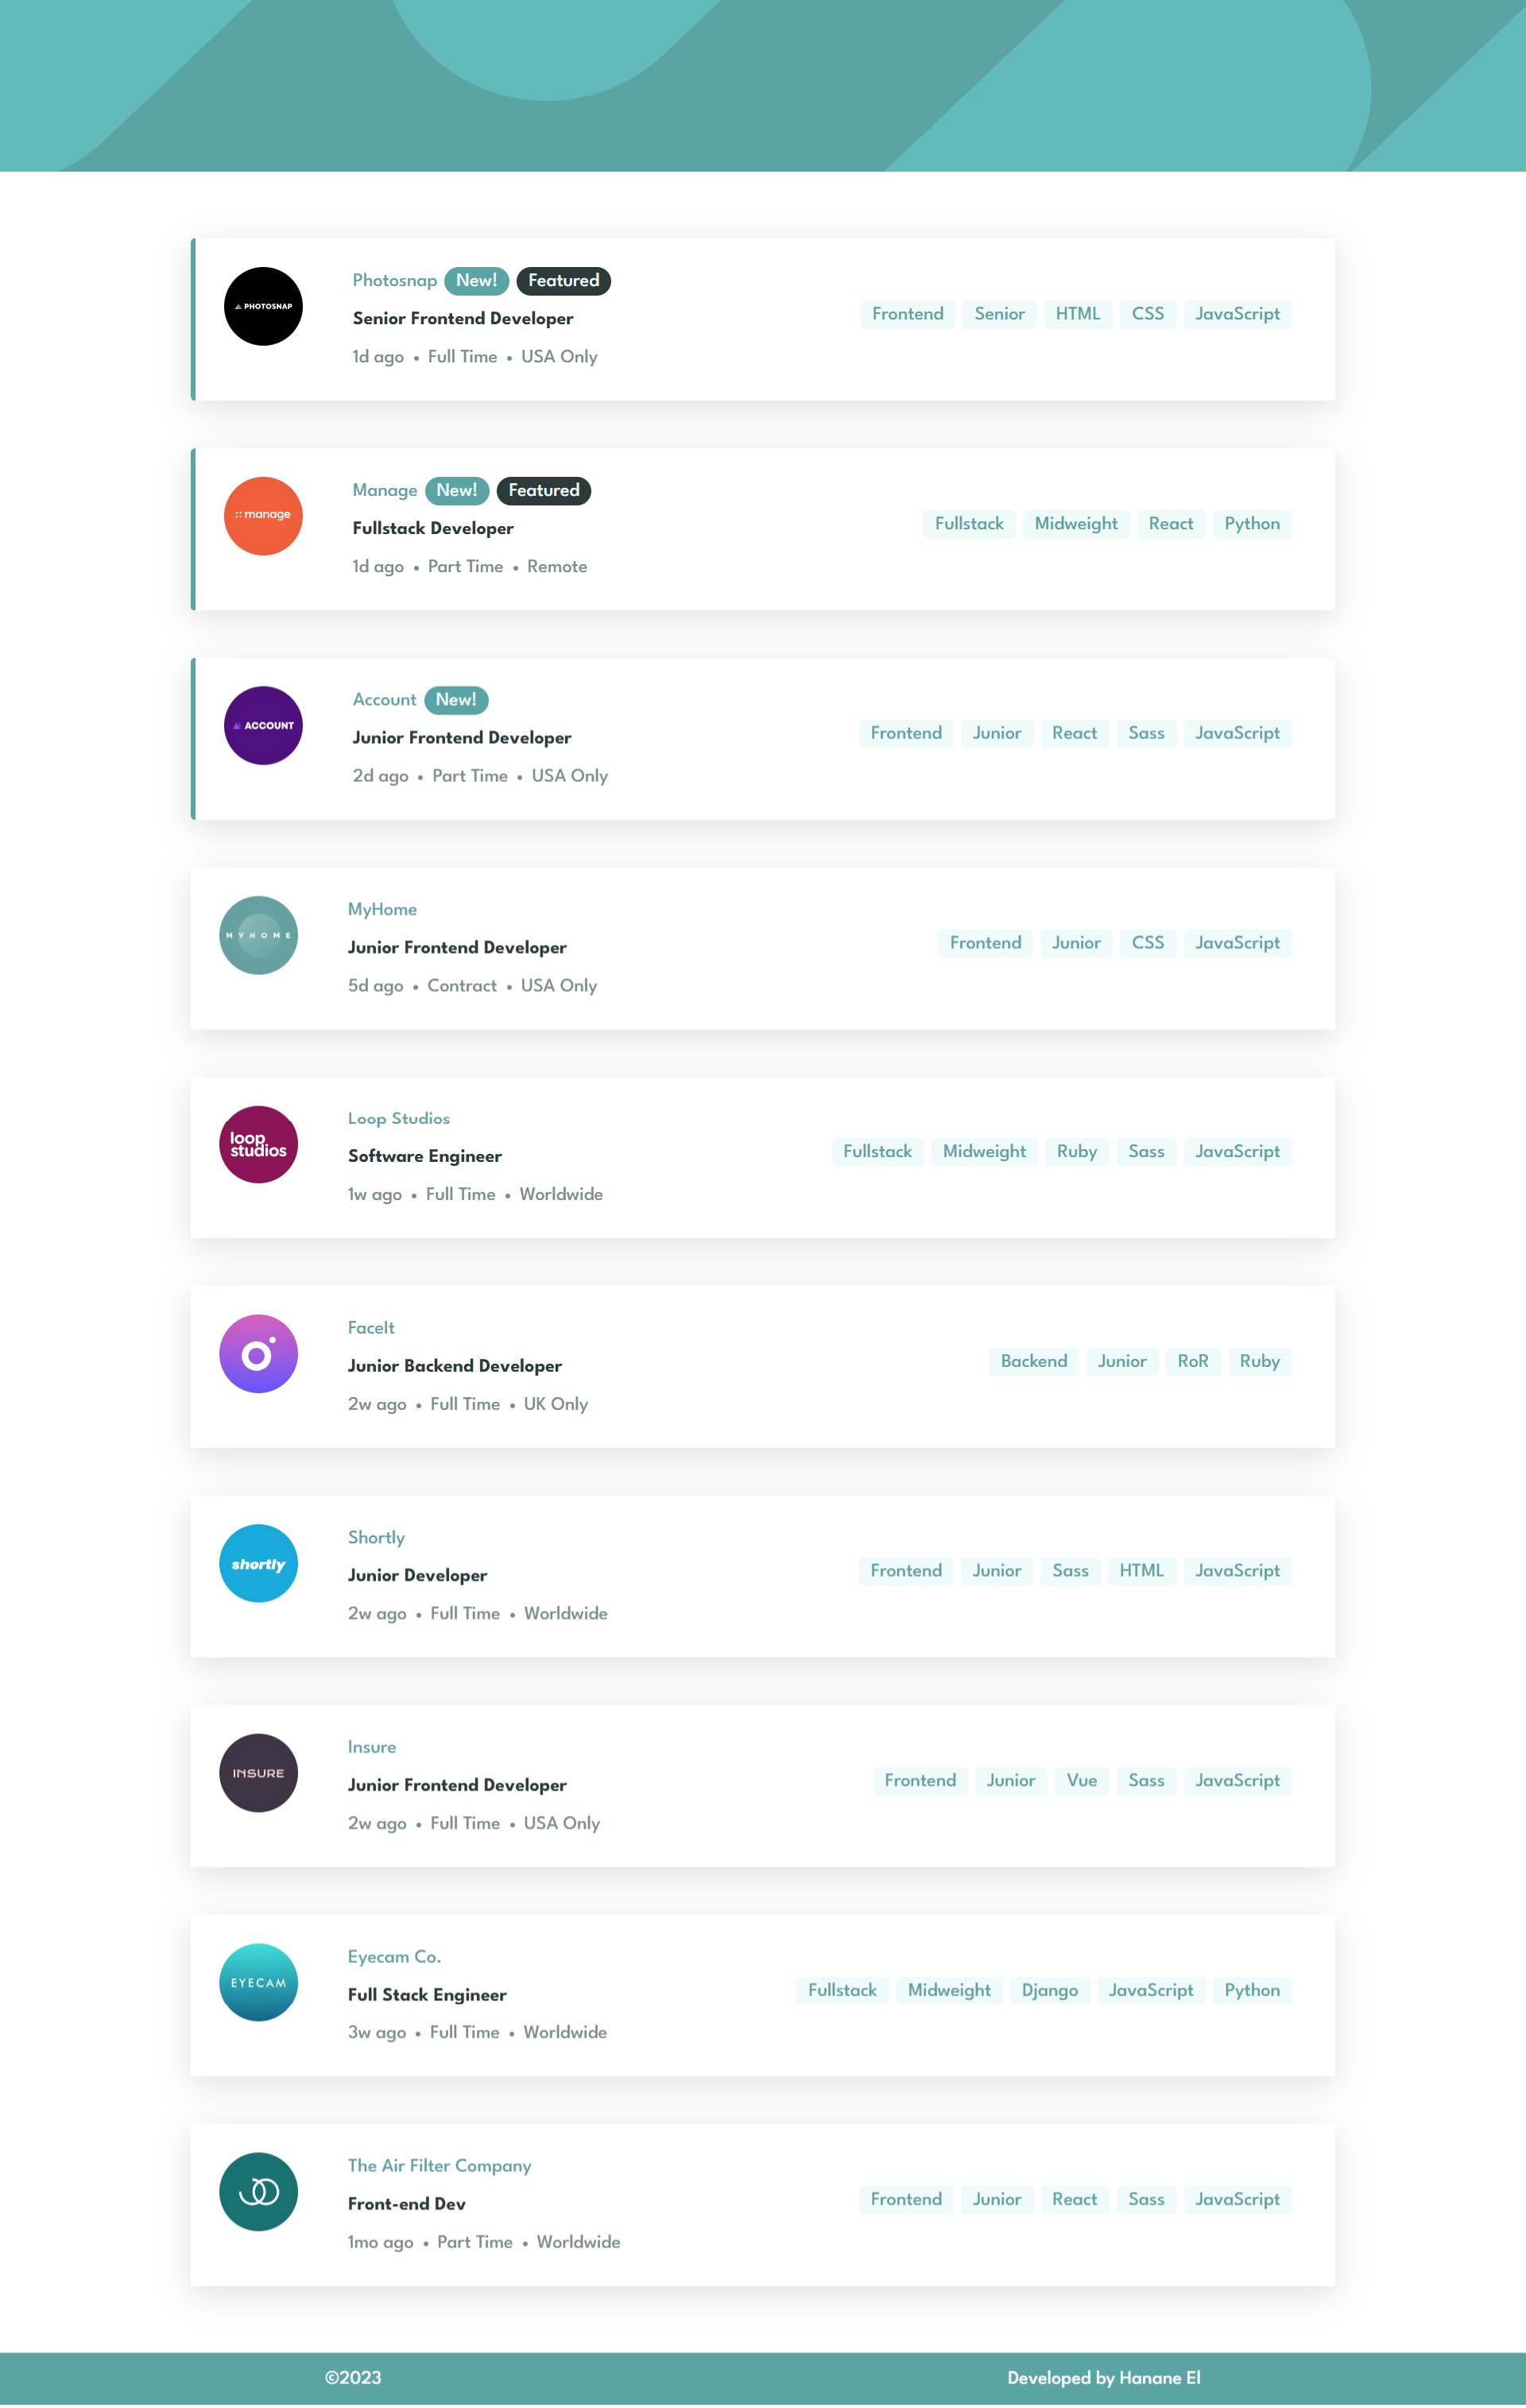 PHOTOSNAP
Photosnap New! Featured
Senior Frontend Developer
1d ago • Full Time • USA Only
Frontend Senior HTML CSS JavaScript
:: manage
Manage New! Featured
Fullstack Developer
1d ago • Part Time • Remote
Fullstack Midweight React Python
ACCOUNT
Account New!
Junior Frontend Developer
2d ago • Part Time • USA Only
Frontend Junior React Sass JavaScript
MYHOME
MyHome
Junior Frontend Developer
5d ago • Contract • USA Only
Frontend Junior CSS JavaScript
loop
studios
Loop Studios
Software Engineer
1w ago • Full Time • Worldwide
Fullstack Midweight Ruby Sass JavaScript
FaceIt
Junior Backend Developer
2w ago • Full Time • UK Only
Backend Junior RoR Ruby
shortly
Shortly
Junior Developer
2w ago • Full Time • Worldwide
Frontend Junior Sass HTML JavaScript
INSURE
Insure
Junior Frontend Developer
2w ago • Full Time • USA Only
Frontend Junior Vue Sass JavaScript
EYECAM
Eyecam Co.
Full Stack Engineer
3w ago • Full Time • Worldwide
Fullstack Midweight Django JavaScript Python
The Air Filter Company
Front-end Dev
1mo ago • Part Time • Worldwide
Frontend Junior React Sass JavaScript
©2023 Developed by Hanane El